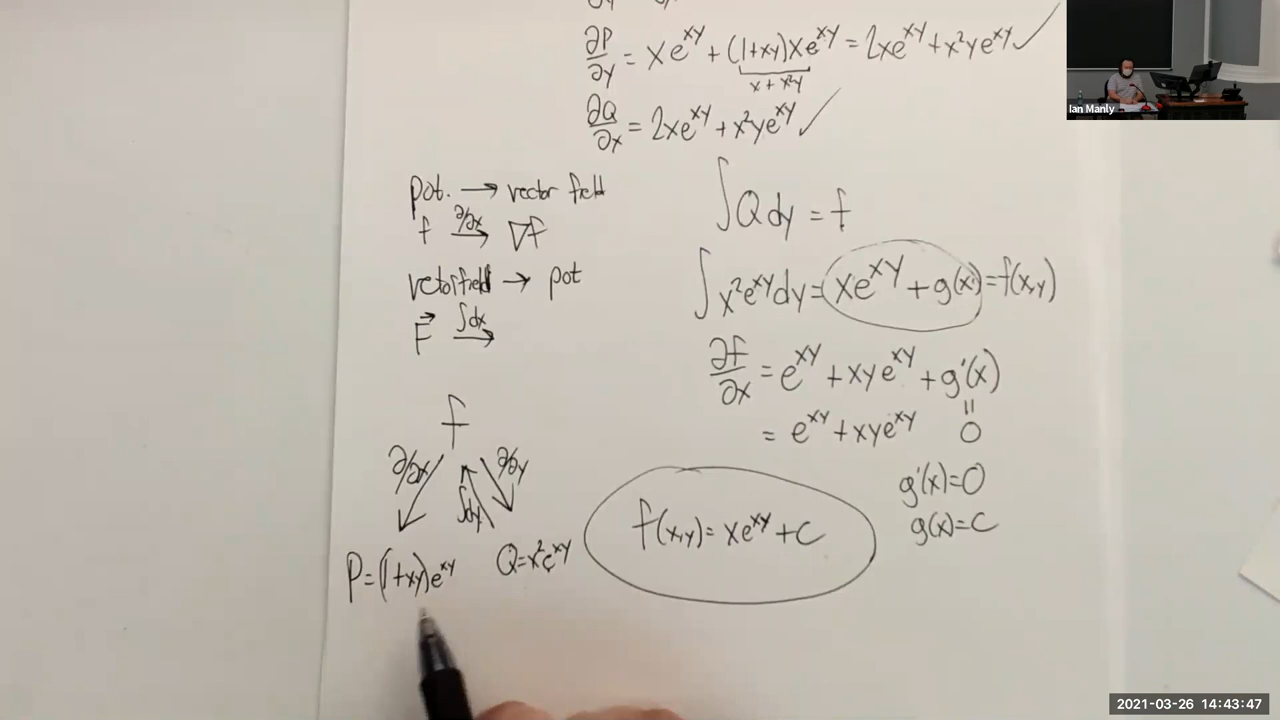 ∂P/∂y = xe^{xy} + (1+xy)xe^{xy} = 2xe^{xy} + x²ye^{xy} ✓
x + x²y
∂Q/∂x = 2xe^{xy} + x²ye^{xy} ✓
pot. → vector field
f ∂/∂x → ∇f
vector field → pot
F⃗ ∫dx →
f
∂/∂x ∫dy ∂/∂y
P=(1+xy)e^{xy} Q=x²e^{xy}
∫Q dy = f
∫x²e^{xy}dy = xe^{xy} + g(x) = f(x,y)
∂f/∂x = e^{xy} + xye^{xy} + g'(x)
= e^{xy} + xye^{xy} 0
g'(x)=0
g(x)=C
f(x,y) = xe^{xy} + C
Ian Manly
2021-03-26 14:43:47